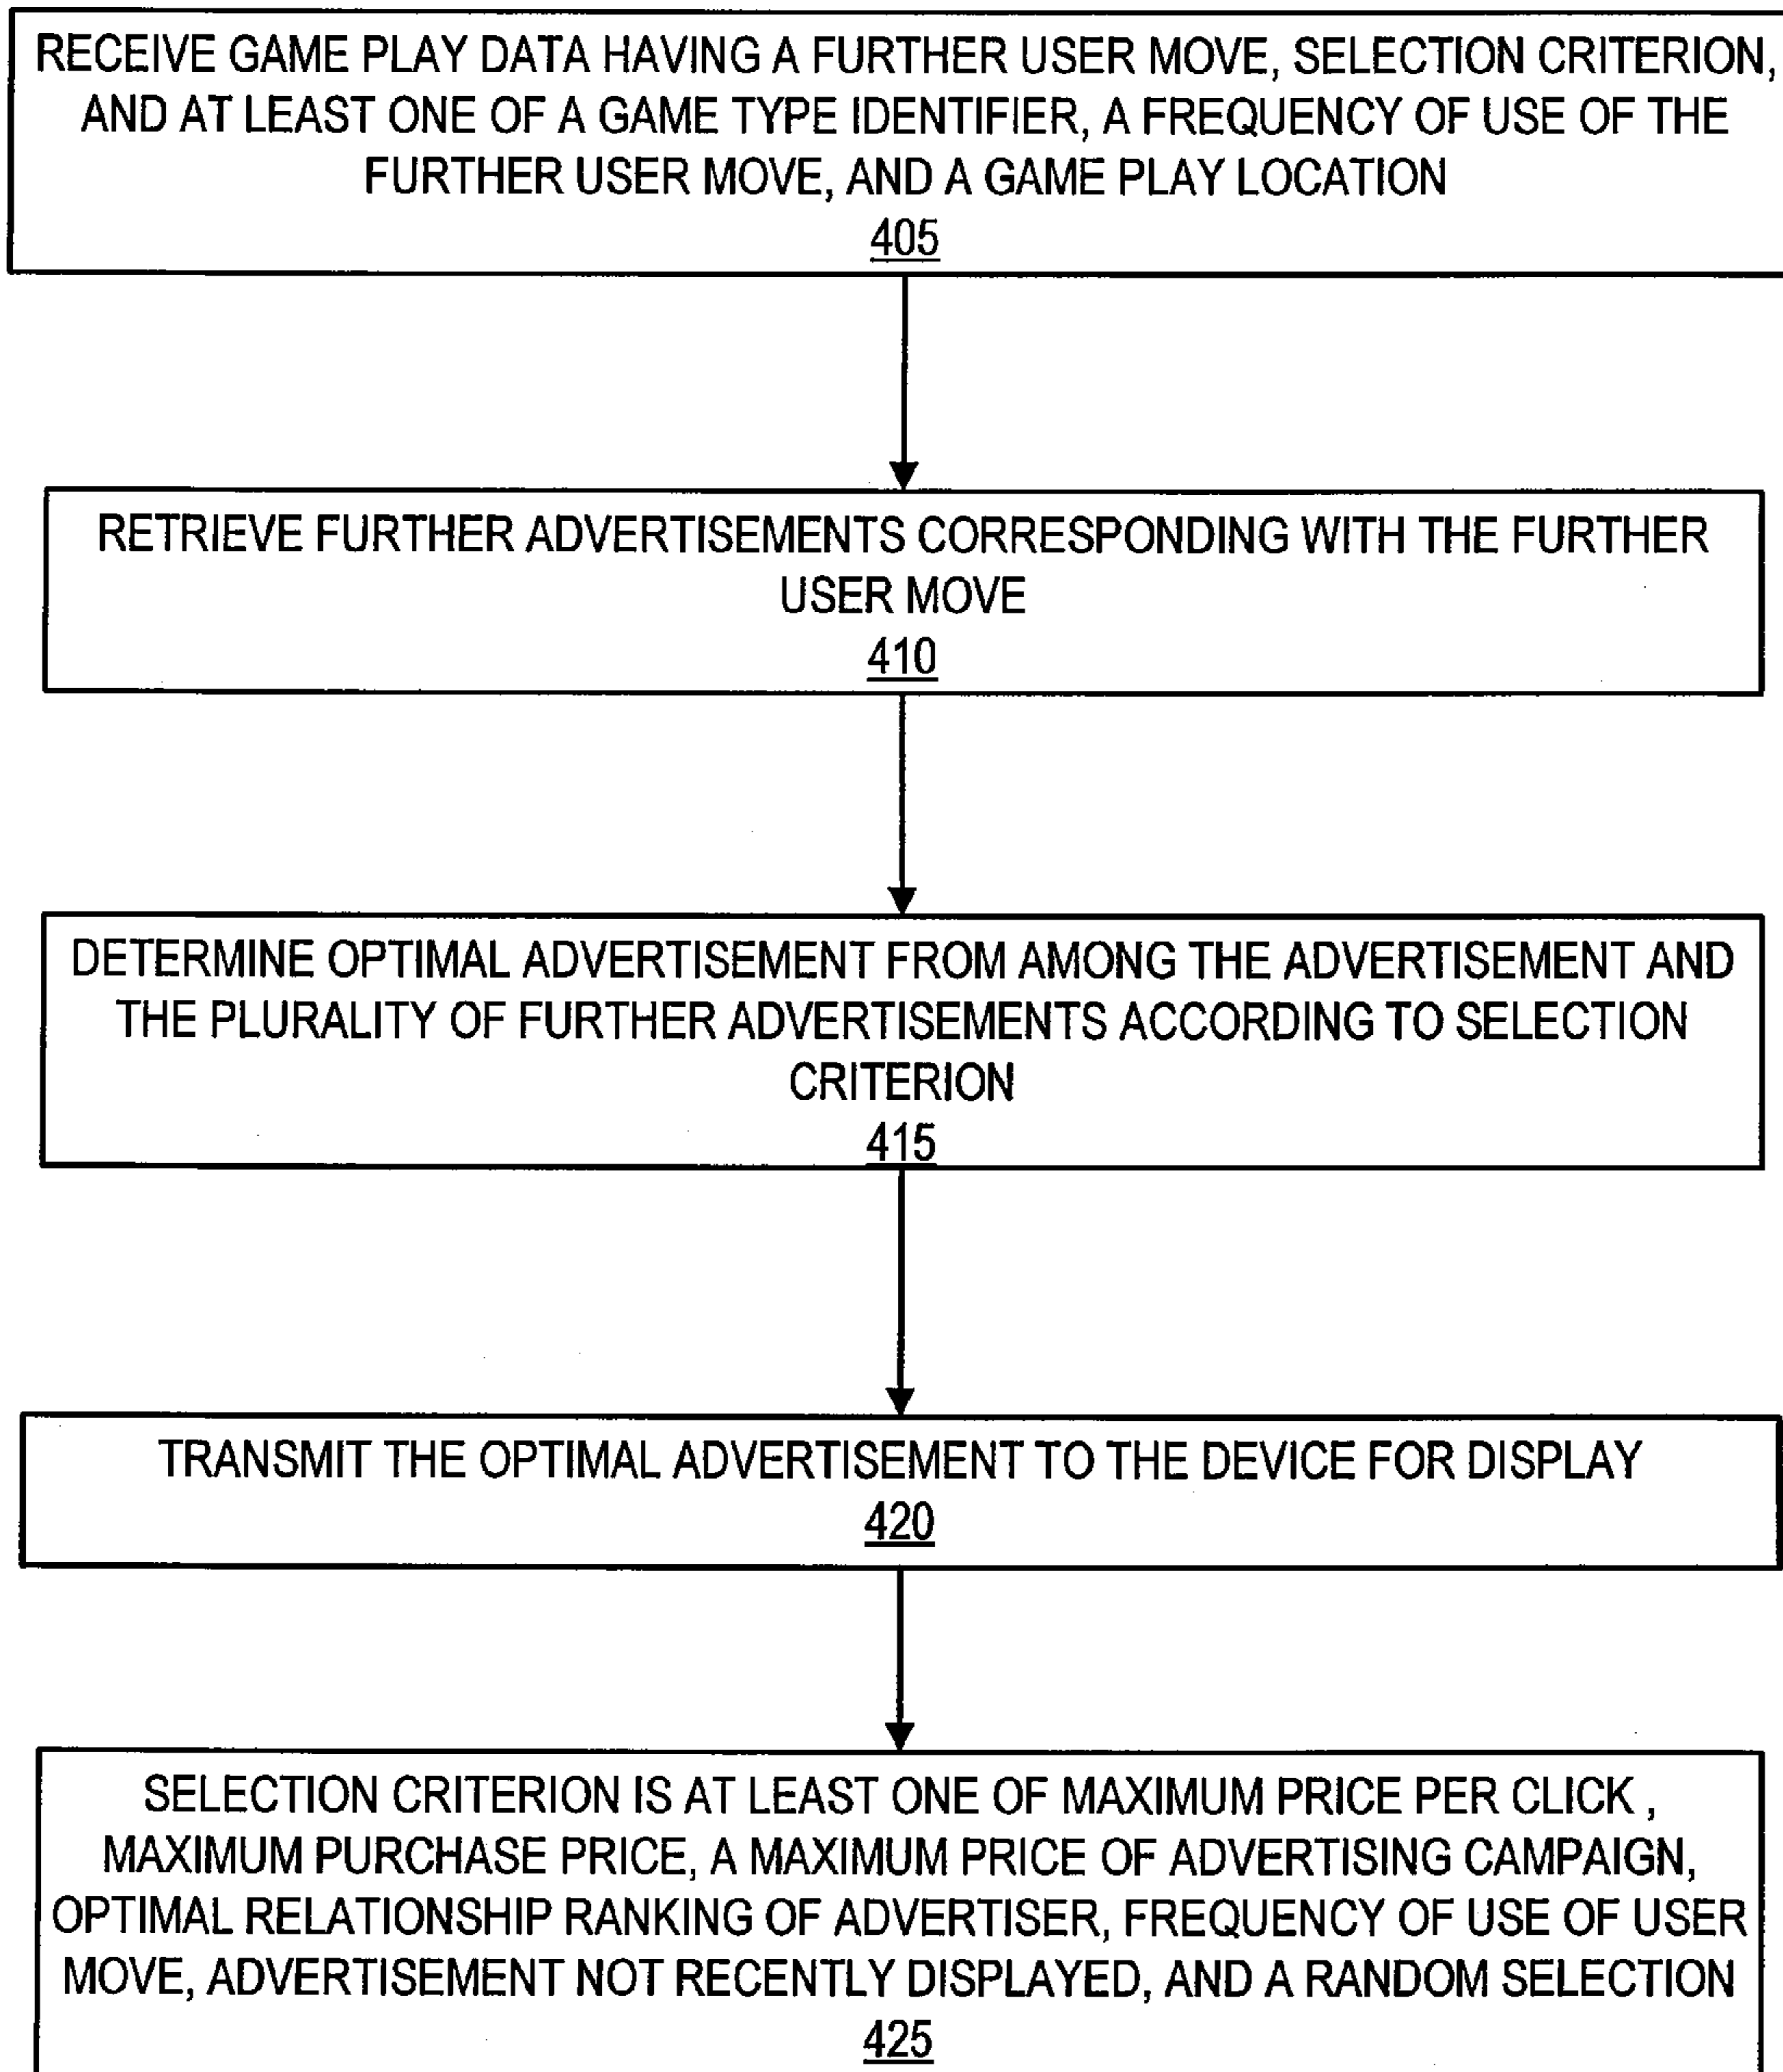 RECEIVE GAME PLAY DATA HAVING A FURTHER USER MOVE, SELECTION CRITERION,
AND AT LEAST ONE OF A GAME TYPE IDENTIFIER, A FREQUENCY OF USE OF THE
FURTHER USER MOVE, AND A GAME PLAY LOCATION
405
RETRIEVE FURTHER ADVERTISEMENTS CORRESPONDING WITH THE FURTHER
USER MOVE
410
DETERMINE OPTIMAL ADVERTISEMENT FROM AMONG THE ADVERTISEMENT AND
THE PLURALITY OF FURTHER ADVERTISEMENTS ACCORDING TO SELECTION
CRITERION
415
TRANSMIT THE OPTIMAL ADVERTISEMENT TO THE DEVICE FOR DISPLAY
420
SELECTION CRITERION IS AT LEAST ONE OF MAXIMUM PRICE PER CLICK ,
MAXIMUM PURCHASE PRICE, A MAXIMUM PRICE OF ADVERTISING CAMPAIGN,
OPTIMAL RELATIONSHIP RANKING OF ADVERTISER, FREQUENCY OF USE OF USER
MOVE, ADVERTISEMENT NOT RECENTLY DISPLAYED, AND A RANDOM SELECTION
425